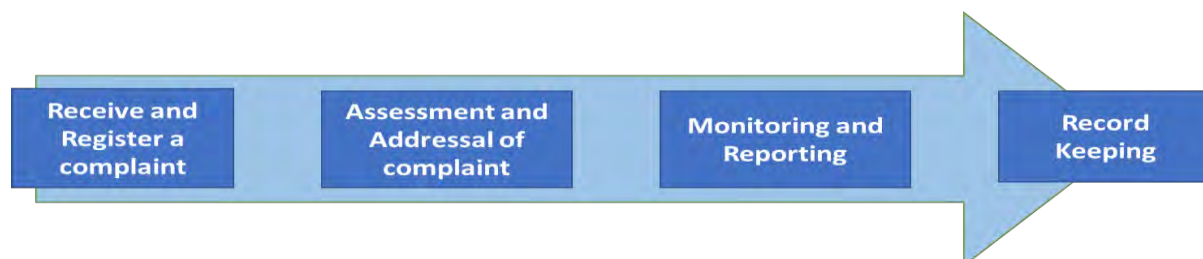 Receive and
Register a
complaint
Assessment and
Addressal of
complaint
Monitoring and
Reporting
Record
Keeping